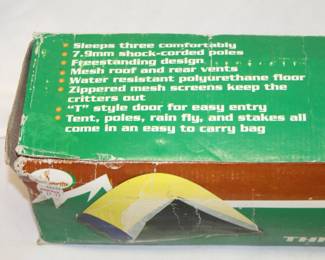 Sleeps three comfortably
7.9mm shock-corded poles
Freestanding design
Mesh roof and rear vents
Water resistant polyurethane floor
Zippered mesh screens keep the
critters out
"T" style door for easy entry
Tent, poles, rain fly, and stakes all
come in an easy to carry bag